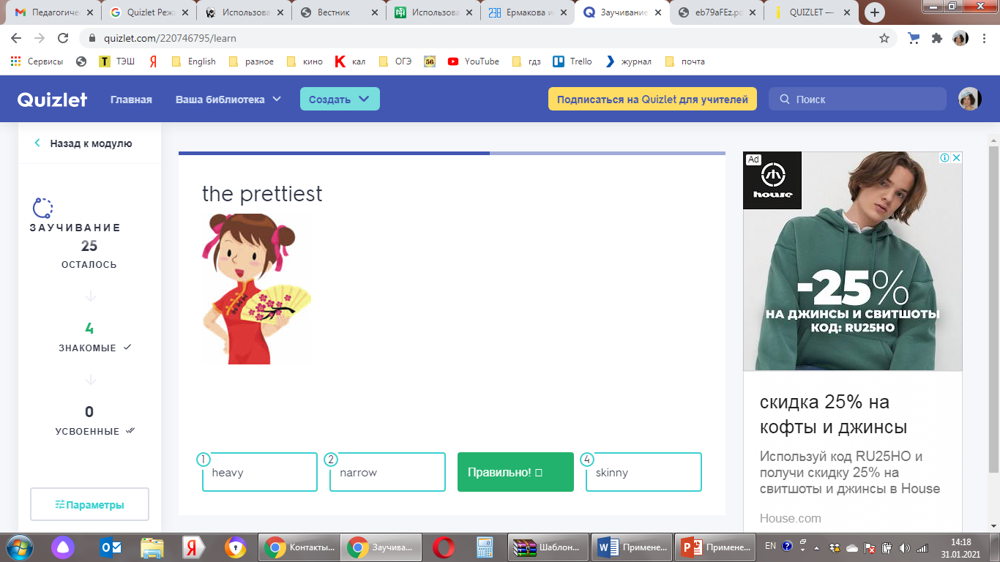 Педагогиче
Quizlet Режи
Использова
Вестник
Использова
Ермакова и
Заучивание
eb79aFEz.pd
QUIZLET —
quizlet.com/220746795/learn
Сервисы
ТЭШ
English
разное
кино
кал
ОГЭ
56
YouTube
гдз
Trello
журнал
почта
Quizlet
Главная
Ваша библиотека
Создать
Подписаться на Quizlet для учителей
Поиск
Назад к модулю
ЗАУЧИВАНИЕ
25
ОСТАЛОСЬ
4
ЗНАКОМЫЕ
0
УСВОЕННЫЕ
Параметры
the prettiest
1 heavy
2 narrow
Правильно!
4 skinny
Ad
house
-25%
НА ДЖИНСЫ И СВИТШОТЫ
КОД: RU25HO
скидка 25% на
кофты и джинсы
Используй код RU25HO и
получи скидку 25% на
свитшоты и джинсы в House
House.com
Контакты...
Заучива...
Шаблон...
Примене...
Примене...
EN
14:18
31.01.2021